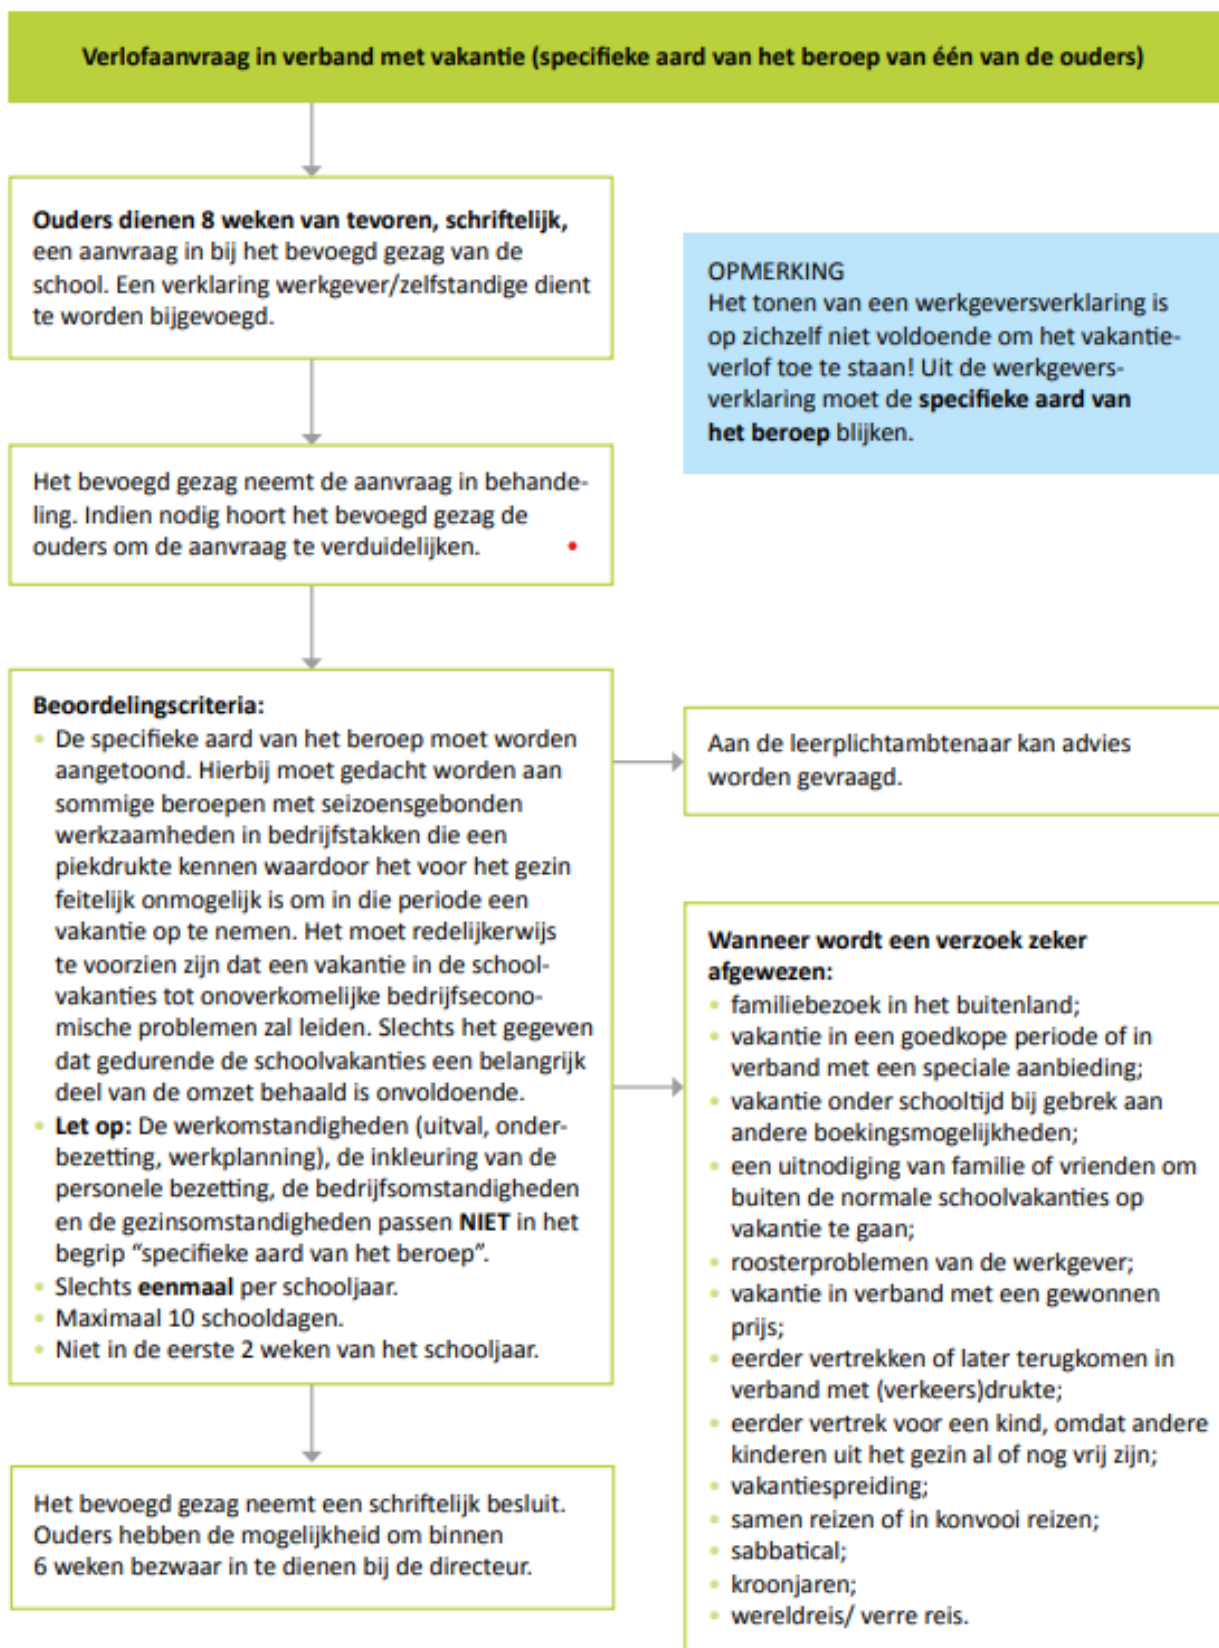 Verlofaanvraag in verband met vakantie (specifieke aard van het beroep van één van de ouders)
Ouders dienen 8 weken van tevoren, schriftelijk,
een aanvraag in bij het bevoegd gezag van de
school. Een verklaring werkgever/zelfstandige dient
te worden bijgevoegd.
OPMERKING
Het tonen van een werkgeversverklaring is
op zichzelf niet voldoende om het vakantie-
verlof toe te staan! Uit de werkgevers-
verklaring moet de specifieke aard van
het beroep blijken.
Het bevoegd gezag neemt de aanvraag in behande-
ling. Indien nodig hoort het bevoegd gezag de
ouders om de aanvraag te verduidelijken.
Beoordelingscriteria:
• De specifieke aard van het beroep moet worden
aangetoond. Hierbij moet gedacht worden aan
sommige beroepen met seizoensgebonden
werkzaamheden in bedrijfstakken die een
piekdrukte kennen waardoor het voor het gezin
feitelijk onmogelijk is om in die periode een
vakantie op te nemen. Het moet redelijkerwijs
te voorzien zijn dat een vakantie in de school-
vakanties tot onoverkomelijke bedrijfsecono-
mische problemen zal leiden. Slechts het gegeven
dat gedurende de schoolvakanties een belangrijk
deel van de omzet behaald is onvoldoende.
• Let op: De werkomstandigheden (uitval, onder-
bezetting, werkplanning), de inkleuring van de
personele bezetting, de bedrijfsomstandigheden
en de gezinsomstandigheden passen NIET in het
begrip “specifieke aard van het beroep”.
• Slechts eenmaal per schooljaar.
• Maximaal 10 schooldagen.
• Niet in de eerste 2 weken van het schooljaar.
Aan de leerplichtambtenaar kan advies
worden gevraagd.
Wanneer wordt een verzoek zeker
afgewezen:
• familiebezoek in het buitenland;
• vakantie in een goedkope periode of in
verband met een speciale aanbieding;
• vakantie onder schooltijd bij gebrek aan
andere boekingsmogelijkheden;
• een uitnodiging van familie of vrienden om
buiten de normale schoolvakanties op
vakantie te gaan;
• roosterproblemen van de werkgever;
• vakantie in verband met een gewonnen
prijs;
• eerder vertrekken of later terugkomen in
verband met (verkeers)drukte;
• eerder vertrek voor een kind, omdat andere
kinderen uit het gezin al of nog vrij zijn;
• vakantiespreiding;
• samen reizen of in konvooi reizen;
• sabbatical;
• kroonjaren;
• wereldreis/ verre reis.
Het bevoegd gezag neemt een schriftelijk besluit.
Ouders hebben de mogelijkheid om binnen
6 weken bezwaar in te dienen bij de directeur.